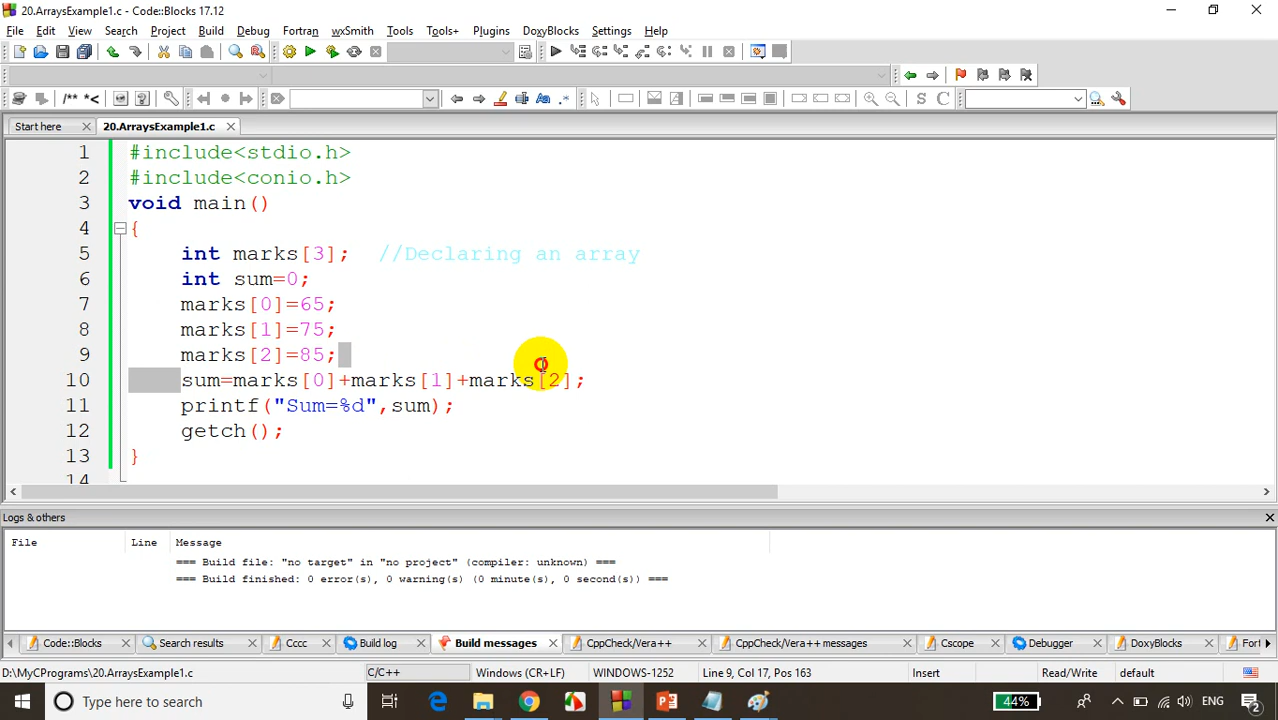 20.ArraysExample1.c - Code::Blocks 17.12
File Edit View Search Project Build Debug Fortran wxSmith Tools Tools+ Plugins DoxyBlocks Settings Help
/** *<
S C
Start here 20.ArraysExample1.c
1 #include<stdio.h>
2 #include<conio.h>
3 void main()
4 {
5 int marks[3]; //Declaring an array
6 int sum=0;
7 marks[0]=65;
8 marks[1]=75;
9 marks[2]=85;
10 sum=marks[0]+marks[1]+marks[2];
11 printf("Sum=%d",sum);
12 getch();
13 }
14
Logs & others
File Line Message
=== Build file: "no target" in "no project" (compiler: unknown) ===
=== Build finished: 0 error(s), 0 warning(s) (0 minute(s), 0 second(s)) ===
Code::Blocks Search results Cccc Build log Build messages CppCheck/Vera++ CppCheck/Vera++ messages Cscope Debugger DoxyBlocks Fort
D:\MyCPrograms\20.ArraysExample1.c C/C++ Windows (CR+LF) WINDOWS-1252 Line 9, Col 17, Pos 163 Insert Read/Write default
Type here to search 44% ENG 2